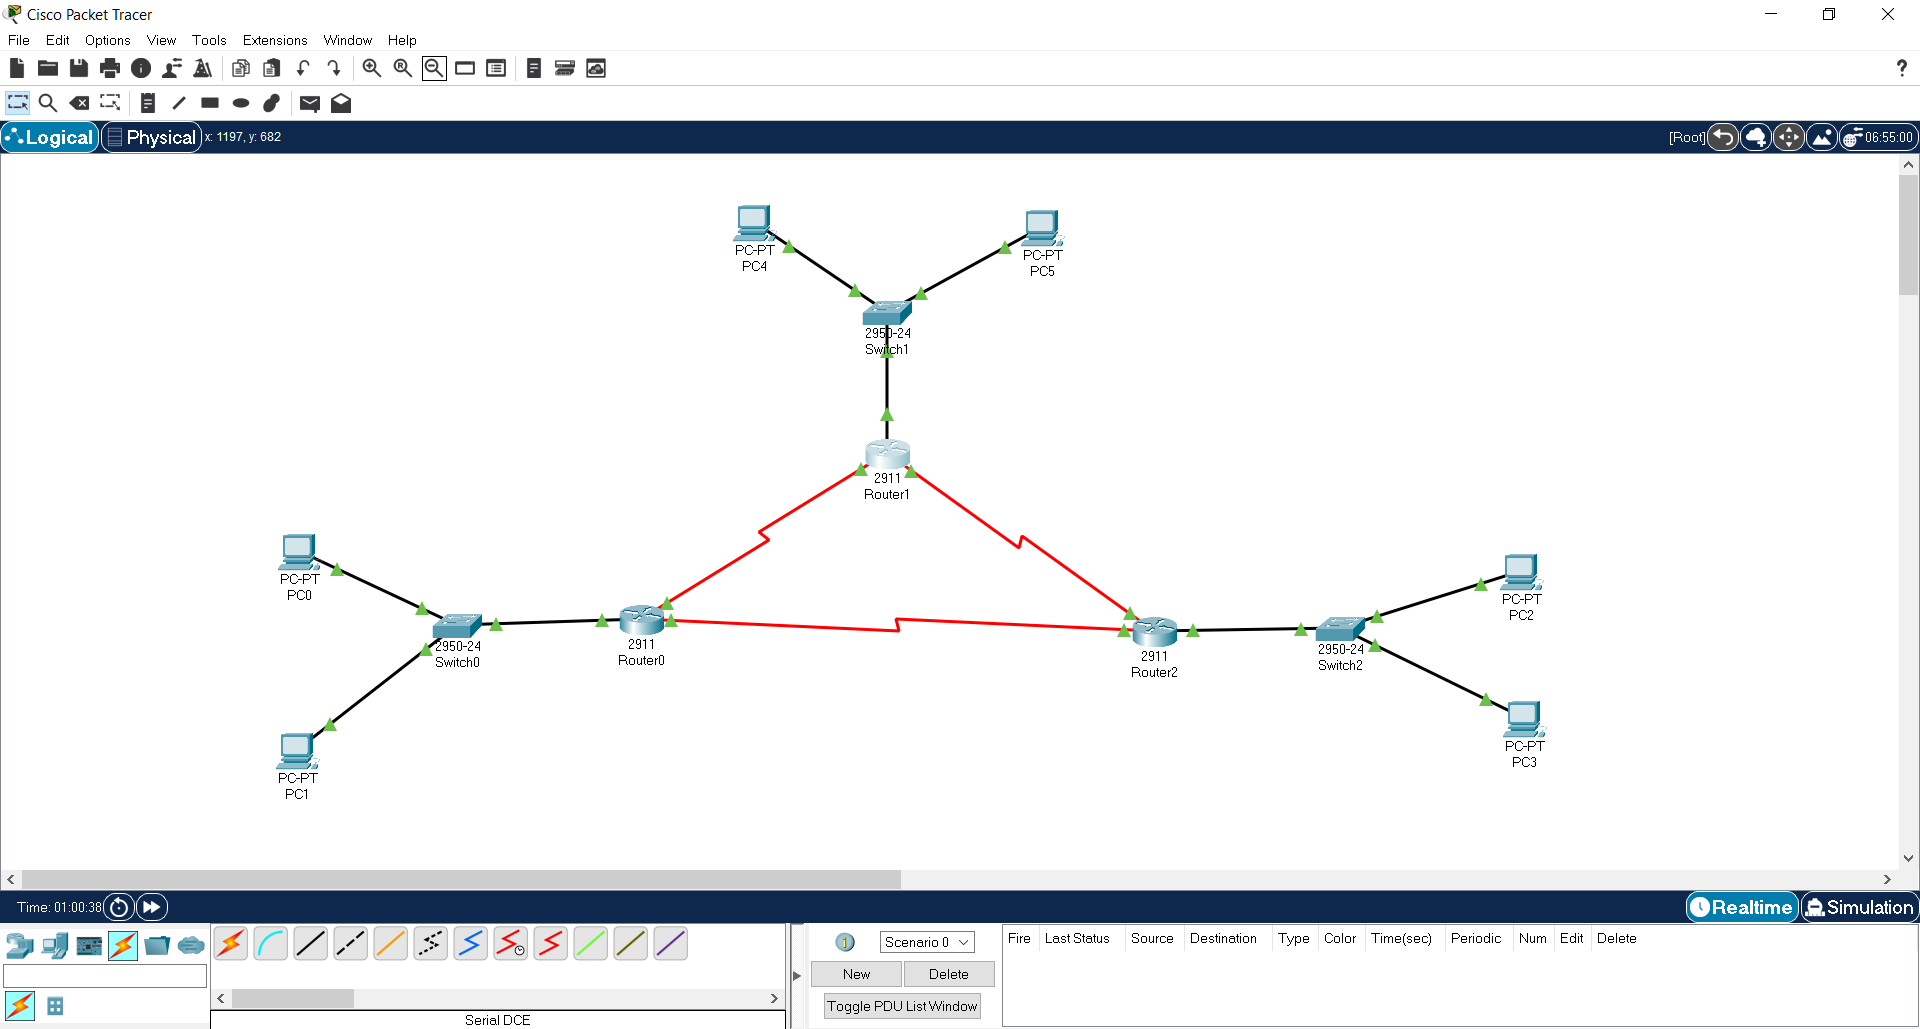 Cisco Packet Tracer
File Edit Options View Tools Extensions Window Help
?
Logical Physical x: 1197, y: 682 [Root] 06:55:00
PC-PT
PC4
PC-PT
PC5
2950-24
Switch1
2911
Router1
PC-PT
PC0
2950-24
Switch0
2911
Router0
PC-PT
PC1
2911
Router2
2950-24
Switch2
PC-PT
PC2
PC-PT
PC3
Time: 01:00:38 Realtime Simulation
Scenario 0
New Delete
Toggle PDU List Window
Fire Last Status Source Destination Type Color Time(sec) Periodic Num Edit Delete
Serial DCE